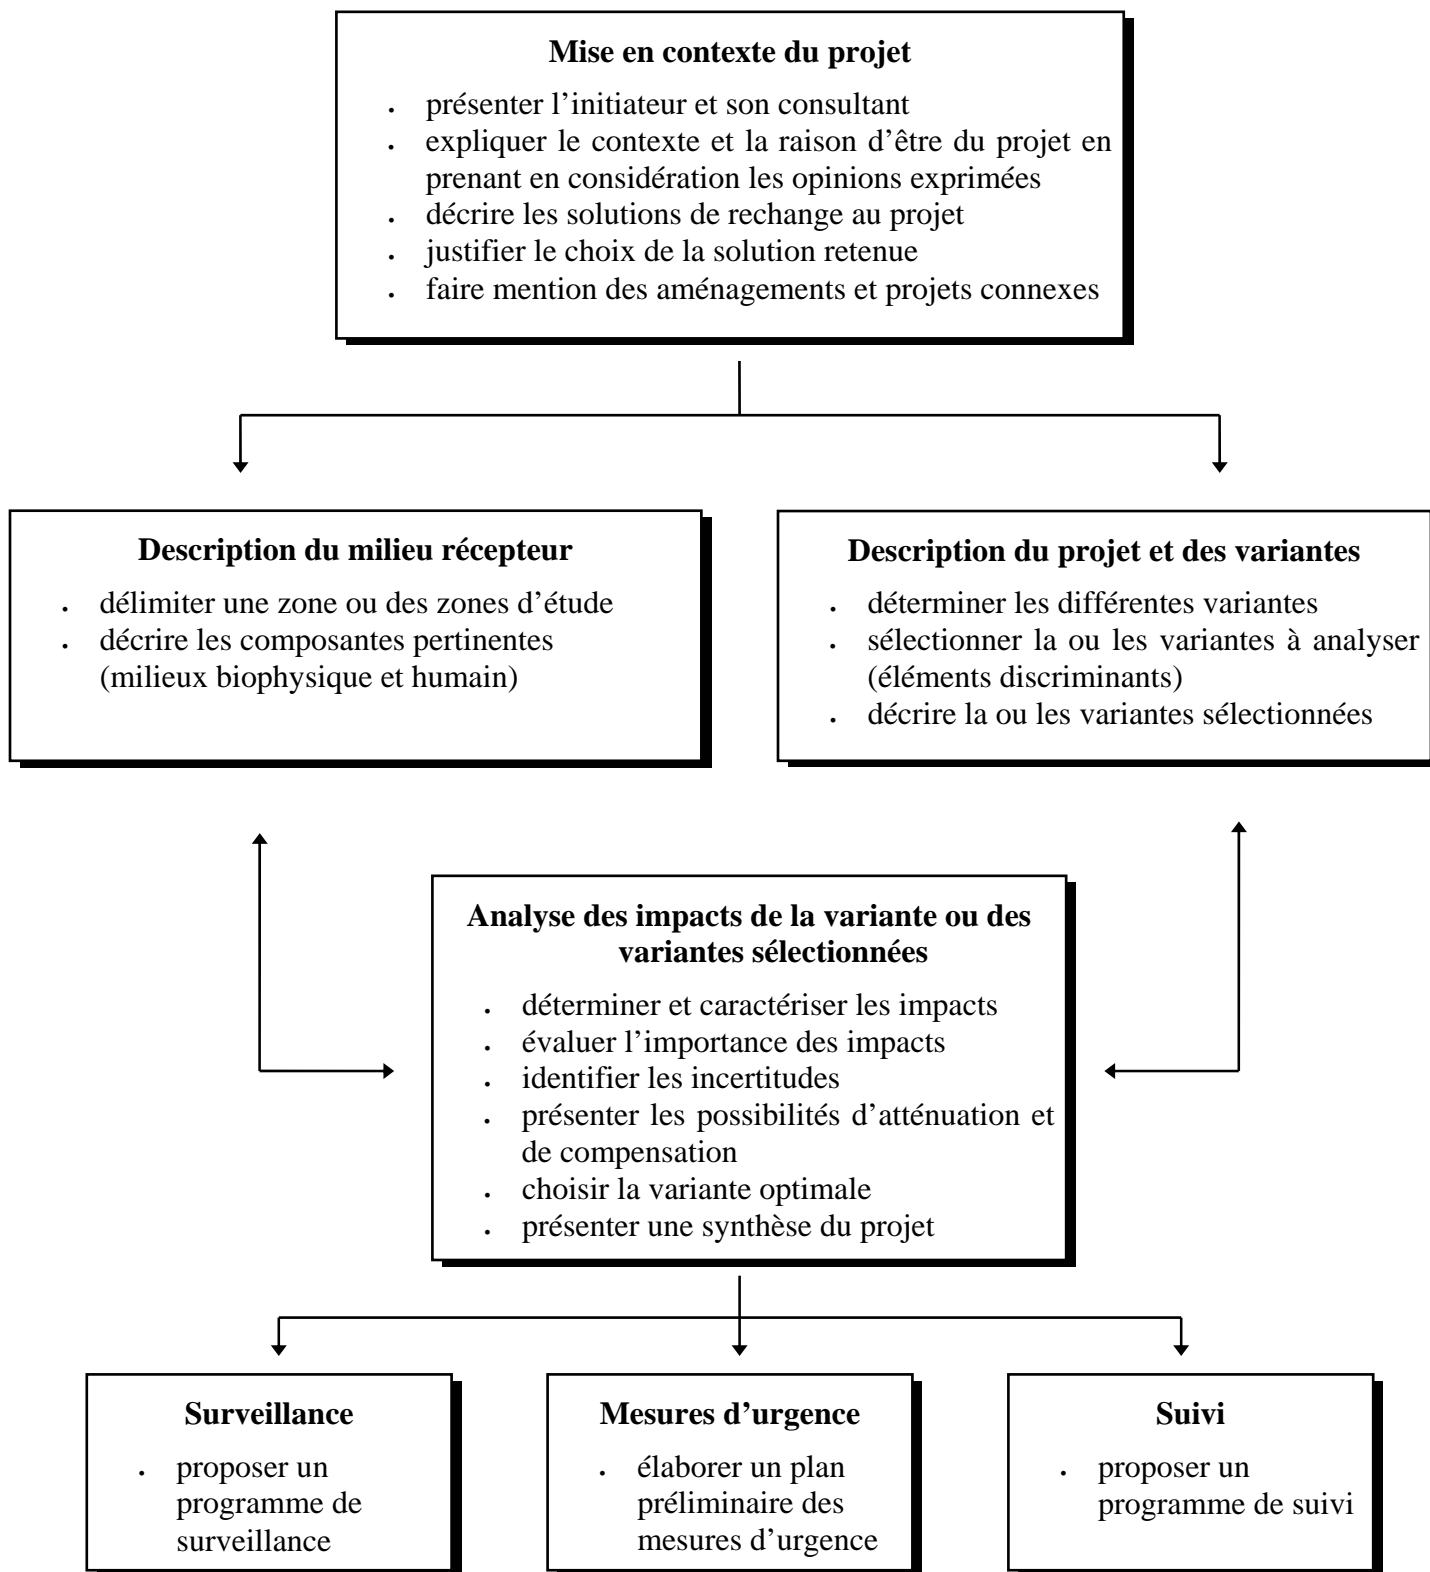 Mise en contexte du projet
. présenter l’initiateur et son consultant
. expliquer le contexte et la raison d’être du projet en
prenant en considération les opinions exprimées
. décrire les solutions de rechange au projet
. justifier le choix de la solution retenue
. faire mention des aménagements et projets connexes
Description du milieu récepteur
. délimiter une zone ou des zones d’étude
. décrire les composantes pertinentes
(milieux biophysique et humain)
Description du projet et des variantes
. déterminer les différentes variantes
. sélectionner la ou les variantes à analyser
(éléments discriminants)
. décrire la ou les variantes sélectionnées
Analyse des impacts de la variante ou des
variantes sélectionnées
. déterminer et caractériser les impacts
. évaluer l’importance des impacts
. identifier les incertitudes
. présenter les possibilités d’atténuation et
de compensation
. choisir la variante optimale
. présenter une synthèse du projet
Surveillance
. proposer un
programme de
surveillance
Mesures d’urgence
. élaborer un plan
préliminaire des
mesures d’urgence
Suivi
. proposer un
programme de suivi